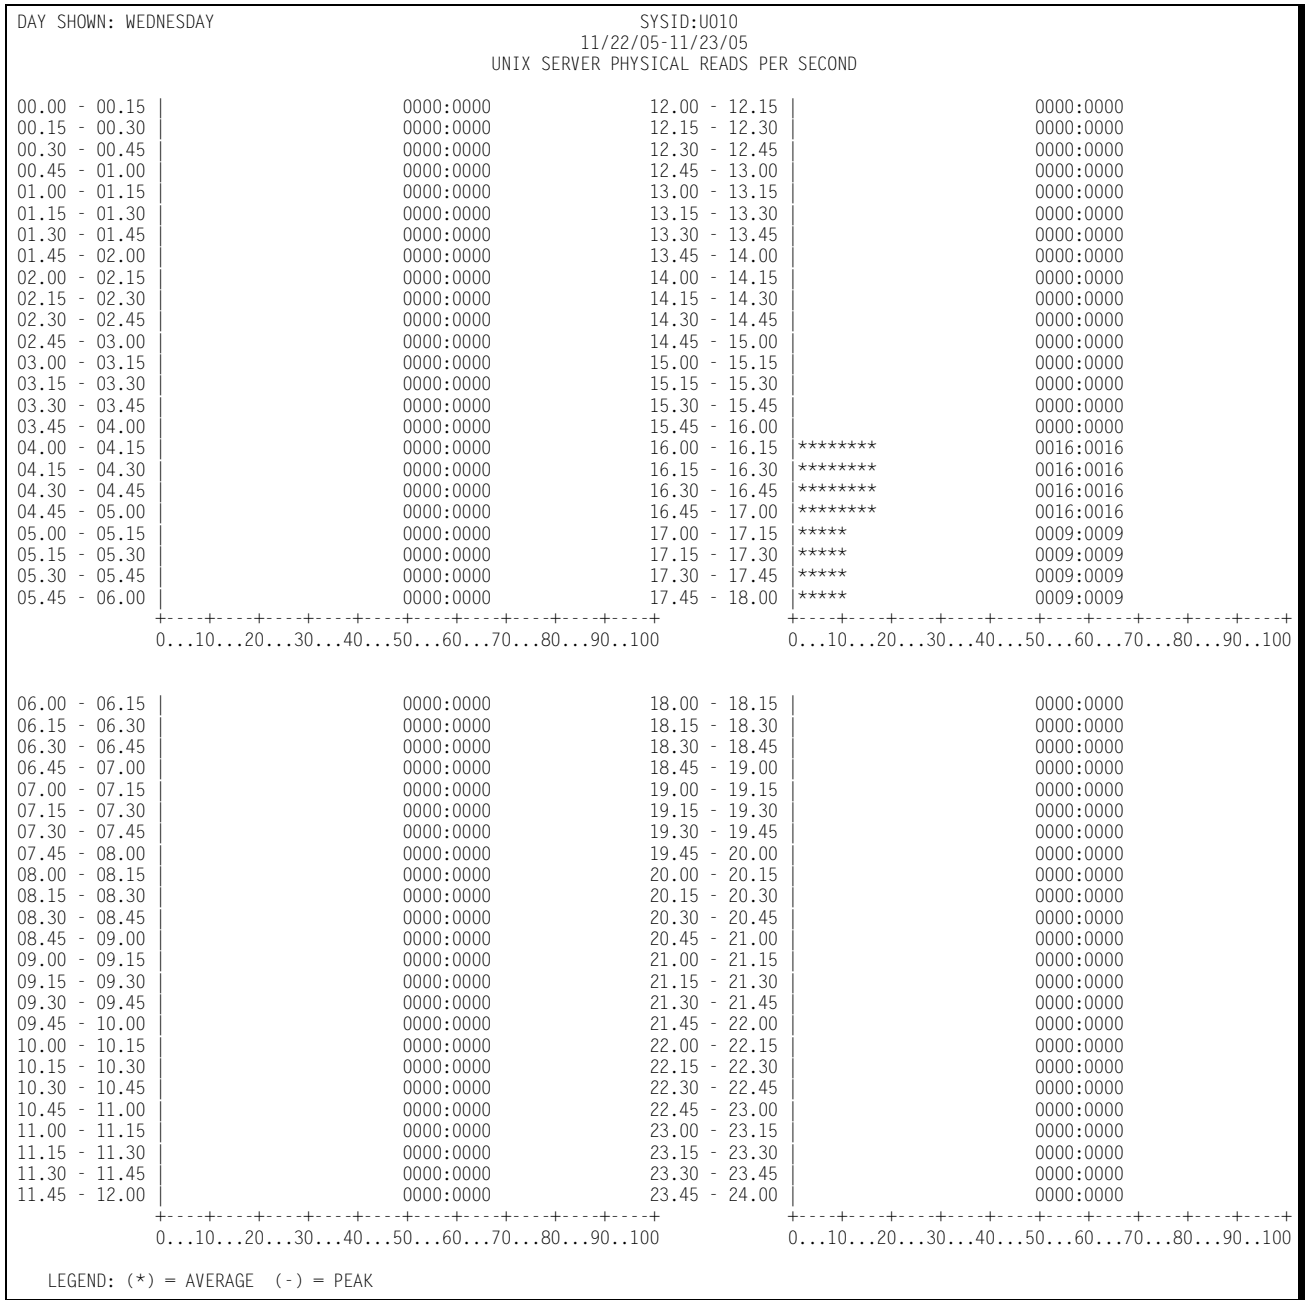 DAY SHOWN: WEDNESDAY SYSID:U010
11/22/05-11/23/05
UNIX SERVER PHYSICAL READS PER SECOND
00.00 - 00.15 | 0000:0000 12.00 - 12.15 | 0000:0000
00.15 - 00.30 | 0000:0000 12.15 - 12.30 | 0000:0000
00.30 - 00.45 | 0000:0000 12.30 - 12.45 | 0000:0000
00.45 - 01.00 | 0000:0000 12.45 - 13.00 | 0000:0000
01.00 - 01.15 | 0000:0000 13.00 - 13.15 | 0000:0000
01.15 - 01.30 | 0000:0000 13.15 - 13.30 | 0000:0000
01.30 - 01.45 | 0000:0000 13.30 - 13.45 | 0000:0000
01.45 - 02.00 | 0000:0000 13.45 - 14.00 | 0000:0000
02.00 - 02.15 | 0000:0000 14.00 - 14.15 | 0000:0000
02.15 - 02.30 | 0000:0000 14.15 - 14.30 | 0000:0000
02.30 - 02.45 | 0000:0000 14.30 - 14.45 | 0000:0000
02.45 - 03.00 | 0000:0000 14.45 - 15.00 | 0000:0000
03.00 - 03.15 | 0000:0000 15.00 - 15.15 | 0000:0000
03.15 - 03.30 | 0000:0000 15.15 - 15.30 | 0000:0000
03.30 - 03.45 | 0000:0000 15.30 - 15.45 | 0000:0000
03.45 - 04.00 | 0000:0000 15.45 - 16.00 | 0000:0000
04.00 - 04.15 | 0000:0000 16.00 - 16.15 |******** 0016:0016
04.15 - 04.30 | 0000:0000 16.15 - 16.30 |******** 0016:0016
04.30 - 04.45 | 0000:0000 16.30 - 16.45 |******** 0016:0016
04.45 - 05.00 | 0000:0000 16.45 - 17.00 |******** 0016:0016
05.00 - 05.15 | 0000:0000 17.00 - 17.15 |***** 0009:0009
05.15 - 05.30 | 0000:0000 17.15 - 17.30 |***** 0009:0009
05.30 - 05.45 | 0000:0000 17.30 - 17.45 |***** 0009:0009
05.45 - 06.00 | 0000:0000 17.45 - 18.00 |***** 0009:0009
+----+----+----+----+----+----+----+----+----+----+ +----+----+----+----+----+----+----+----+----+----+
0...10...20...30...40...50...60...70...80...90..100 0...10...20...30...40...50...60...70...80...90..100
06.00 - 06.15 | 0000:0000 18.00 - 18.15 | 0000:0000
06.15 - 06.30 | 0000:0000 18.15 - 18.30 | 0000:0000
06.30 - 06.45 | 0000:0000 18.30 - 18.45 | 0000:0000
06.45 - 07.00 | 0000:0000 18.45 - 19.00 | 0000:0000
07.00 - 07.15 | 0000:0000 19.00 - 19.15 | 0000:0000
07.15 - 07.30 | 0000:0000 19.15 - 19.30 | 0000:0000
07.30 - 07.45 | 0000:0000 19.30 - 19.45 | 0000:0000
07.45 - 08.00 | 0000:0000 19.45 - 20.00 | 0000:0000
08.00 - 08.15 | 0000:0000 20.00 - 20.15 | 0000:0000
08.15 - 08.30 | 0000:0000 20.15 - 20.30 | 0000:0000
08.30 - 08.45 | 0000:0000 20.30 - 20.45 | 0000:0000
08.45 - 09.00 | 0000:0000 20.45 - 21.00 | 0000:0000
09.00 - 09.15 | 0000:0000 21.00 - 21.15 | 0000:0000
09.15 - 09.30 | 0000:0000 21.15 - 21.30 | 0000:0000
09.30 - 09.45 | 0000:0000 21.30 - 21.45 | 0000:0000
09.45 - 10.00 | 0000:0000 21.45 - 22.00 | 0000:0000
10.00 - 10.15 | 0000:0000 22.00 - 22.15 | 0000:0000
10.15 - 10.30 | 0000:0000 22.15 - 22.30 | 0000:0000
10.30 - 10.45 | 0000:0000 22.30 - 22.45 | 0000:0000
10.45 - 11.00 | 0000:0000 22.45 - 23.00 | 0000:0000
11.00 - 11.15 | 0000:0000 23.00 - 23.15 | 0000:0000
11.15 - 11.30 | 0000:0000 23.15 - 23.30 | 0000:0000
11.30 - 11.45 | 0000:0000 23.30 - 23.45 | 0000:0000
11.45 - 12.00 | 0000:0000 23.45 - 24.00 | 0000:0000
+----+----+----+----+----+----+----+----+----+----+ +----+----+----+----+----+----+----+----+----+----+
0...10...20...30...40...50...60...70...80...90..100 0...10...20...30...40...50...60...70...80...90..100
LEGEND: (*) = AVERAGE (-) = PEAK